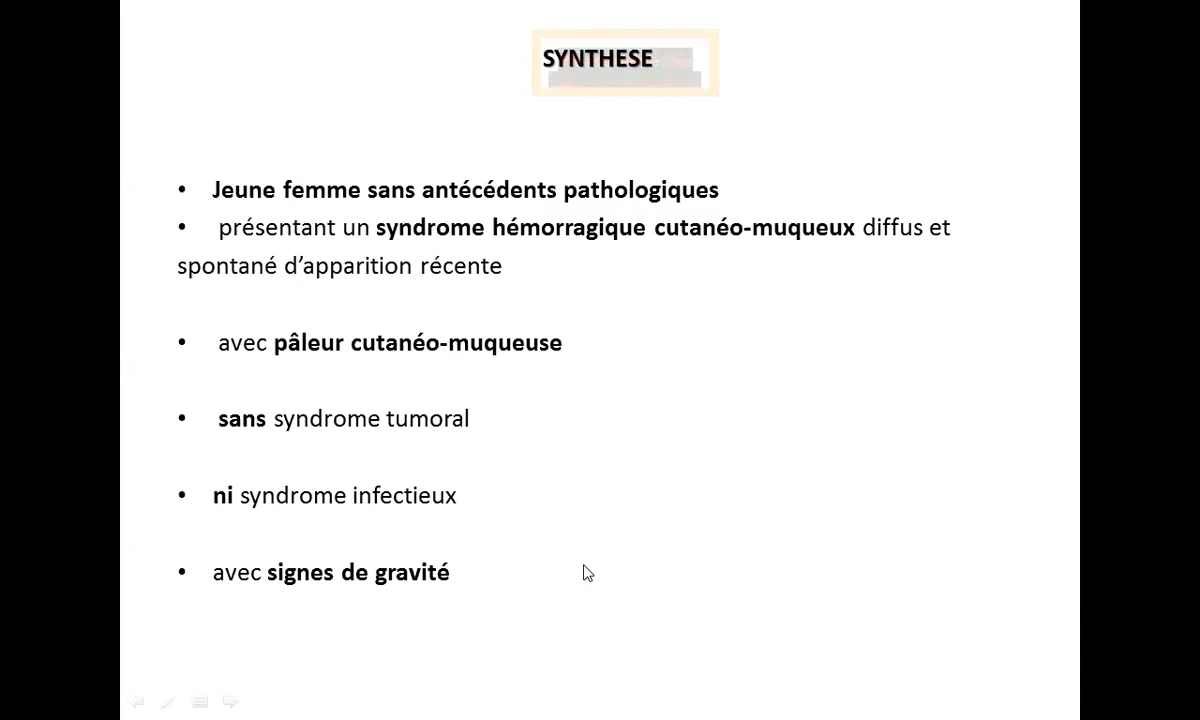 SYNTHESE
• Jeune femme sans antécédents pathologiques
• présentant un syndrome hémorragique cutanéo-muqueux diffus et
spontané d’apparition récente
• avec pâleur cutanéo-muqueuse
• sans syndrome tumoral
• ni syndrome infectieux
• avec signes de gravité